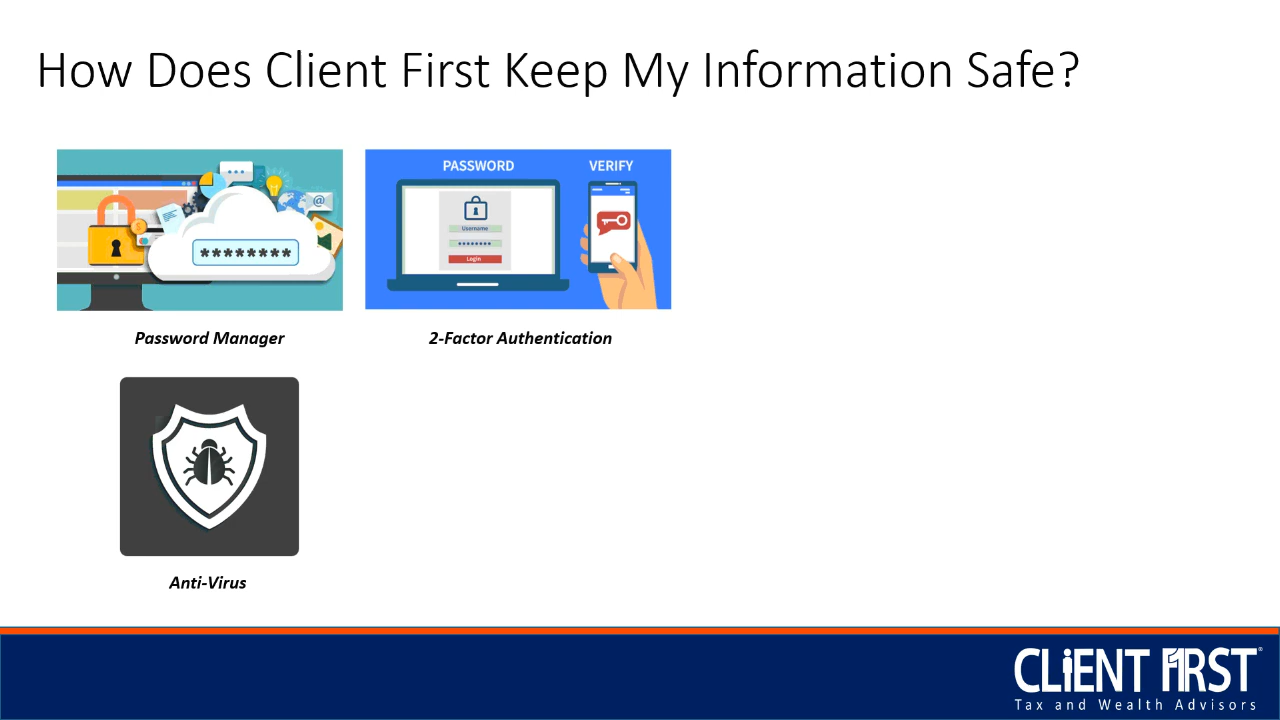 How Does Client First Keep My Information Safe?
@
********
PASSWORD
VERIFY
Username
********
Login
Password Manager
2-Factor Authentication
Anti-Virus
CLiENT FiRST®
Tax and Wealth Advisors